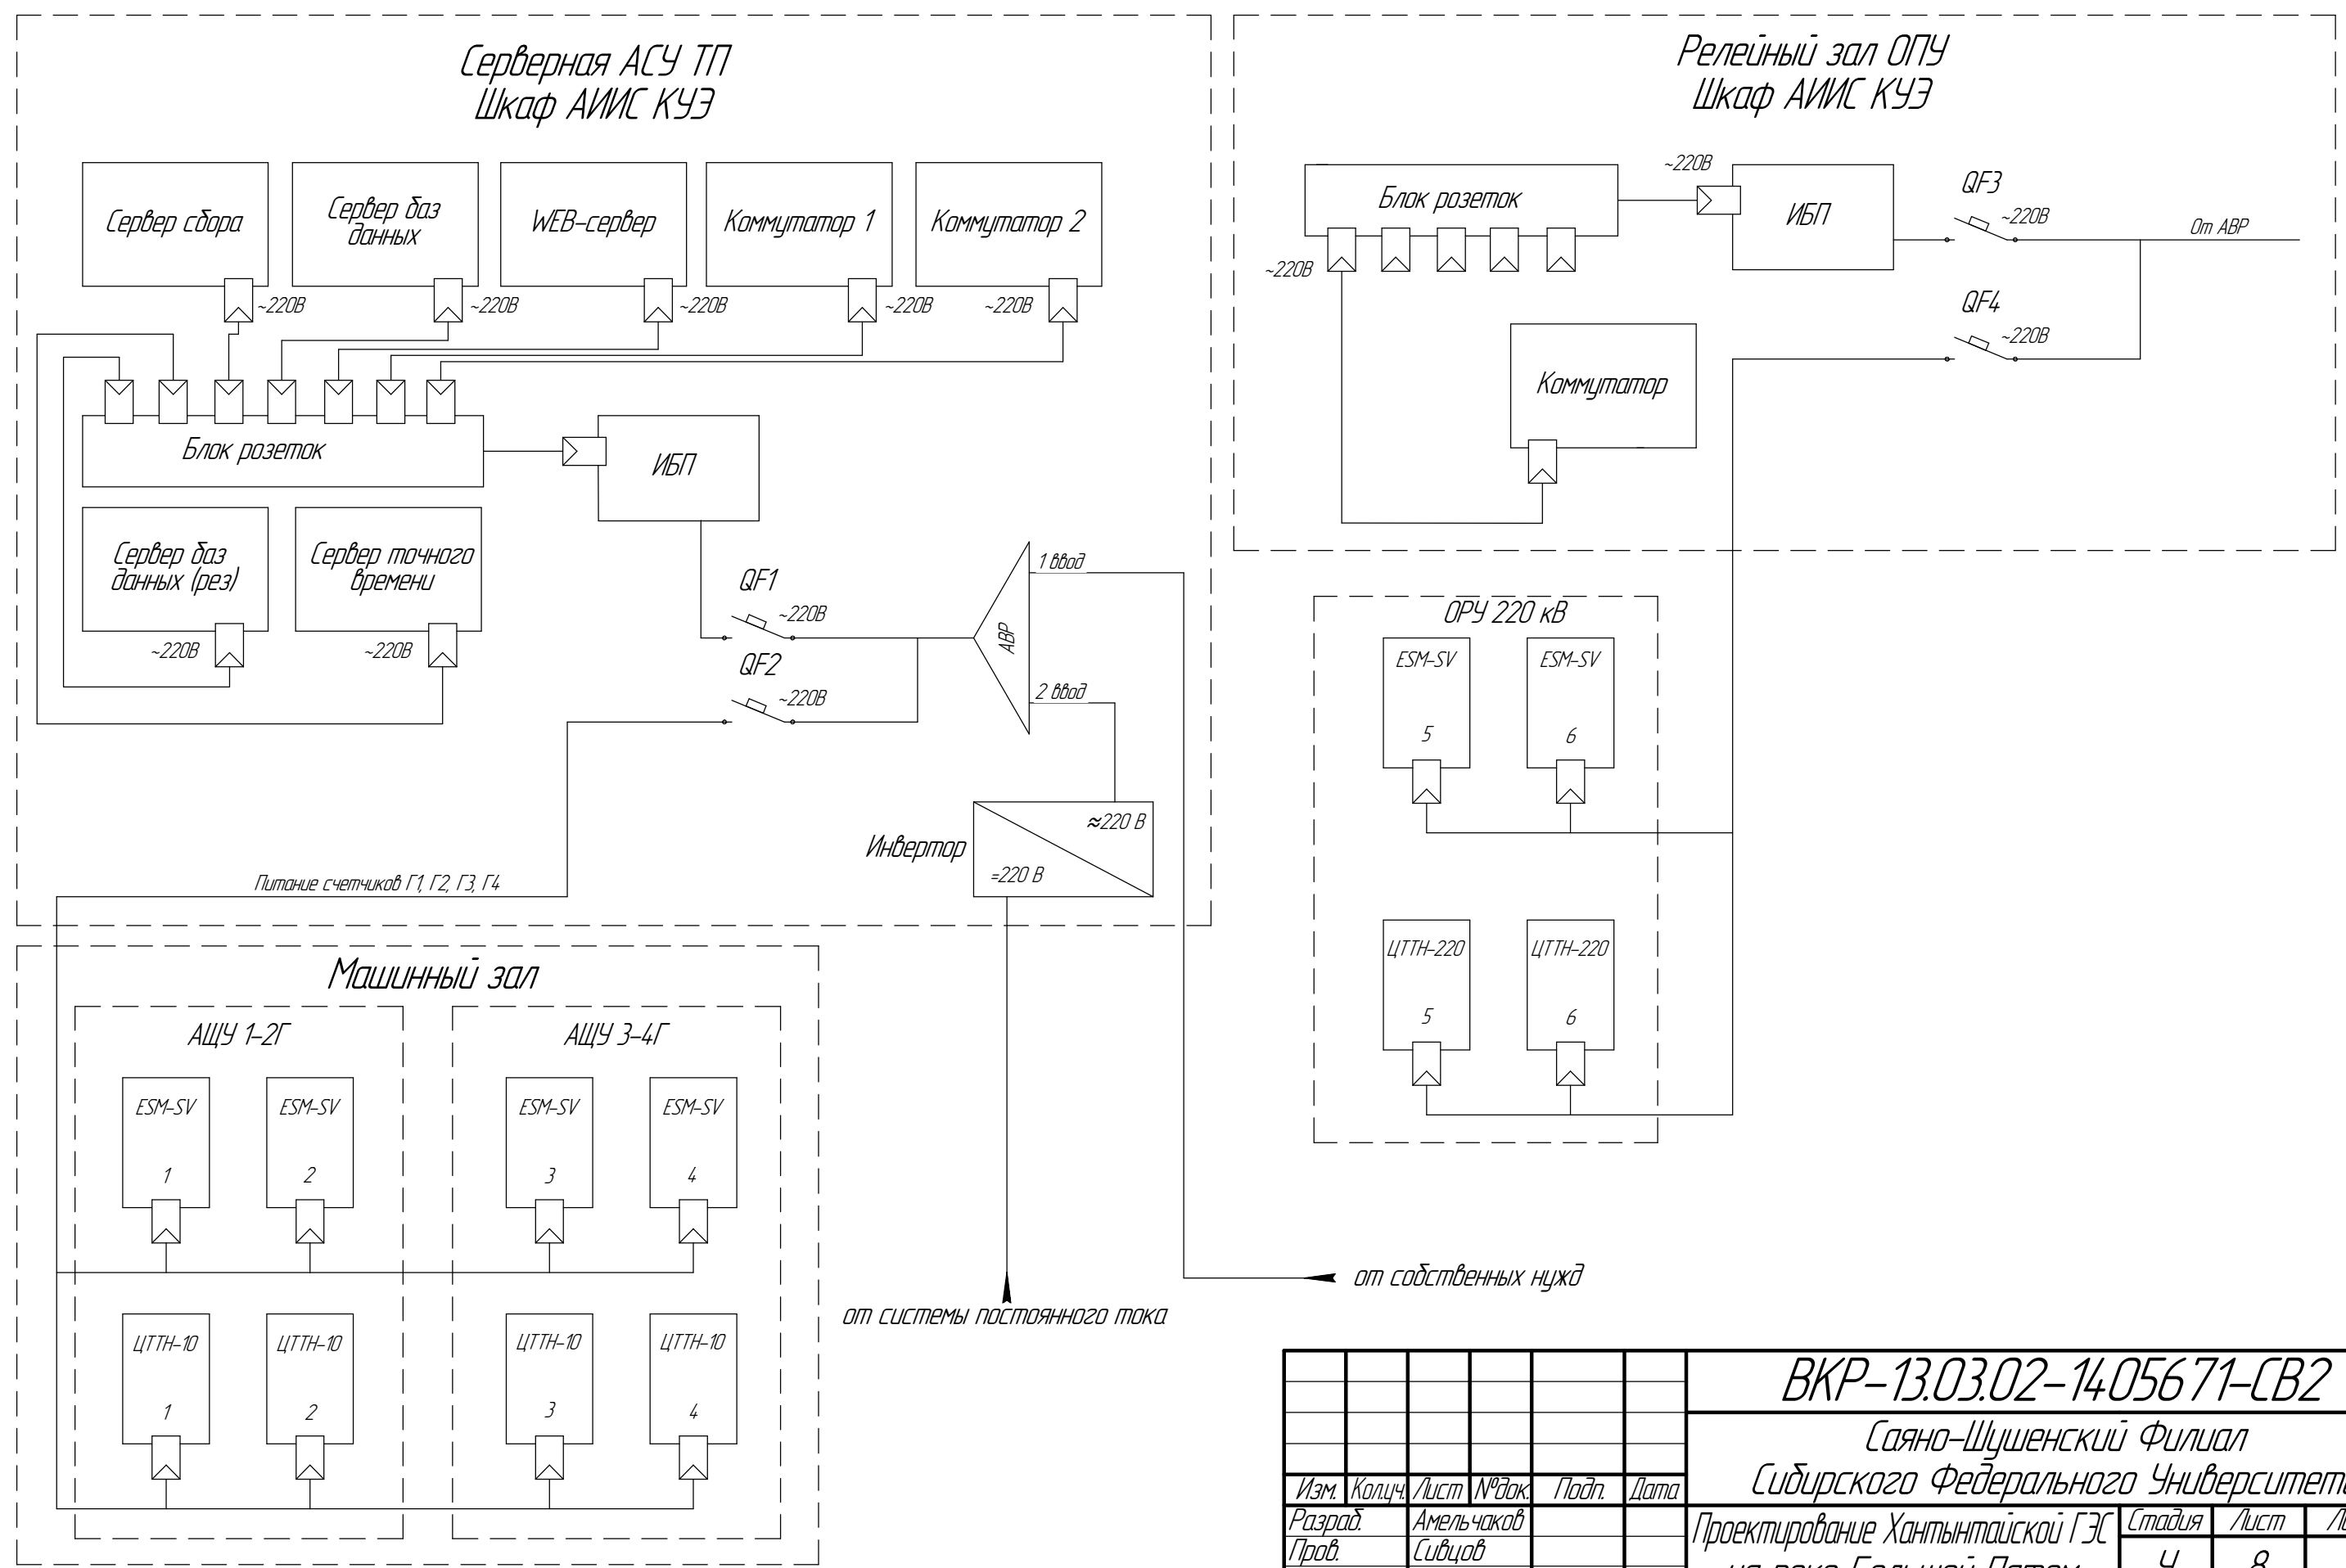 Серверная АСУ ТП
Шкаф АИИС КУЭ
Сервер сбора
Сервер баз
данных
WEB-сервер
Коммутатор 1
Коммутатор 2
~220В
~220В
~220В
~220В
~220В
Блок розеток
ИБП
Сервер баз
данных (рез)
Сервер точного
времени
~220В
~220В
QF1
~220В
QF2
~220В
АВР
1 ввод
2 ввод
Инвертор
≈220 В
=220 В
Питание счетчиков Г1, Г2, Г3, Г4
Релейный зал ОПУ
Шкаф АИИС КУЭ
Блок розеток
~220В
~220В
ИБП
QF3
~220В
От АВР
QF4
~220В
Коммутатор
ОРУ 220 кВ
ESM-SV
5
ESM-SV
6
ЦТТН-220
5
ЦТТН-220
6
Машинный зал
АЩУ 1-2Г
АЩУ 3-4Г
ESM-SV
1
ESM-SV
2
ESM-SV
3
ESM-SV
4
ЦТТН-10
1
ЦТТН-10
2
ЦТТН-10
3
ЦТТН-10
4
от системы постоянного тока
от собственных нужд
ВКР-13.03.02-1405671-СВ2
Саяно-Шушенский Филиал
Сибирского Федерального Университет
Изм. Кол.уч. Лист №док. Подп. Дата
Разраб. Амельчаков
Пров. Сивцов
Проектирование Хантынтайской ГЭС
Стадия Лист
8